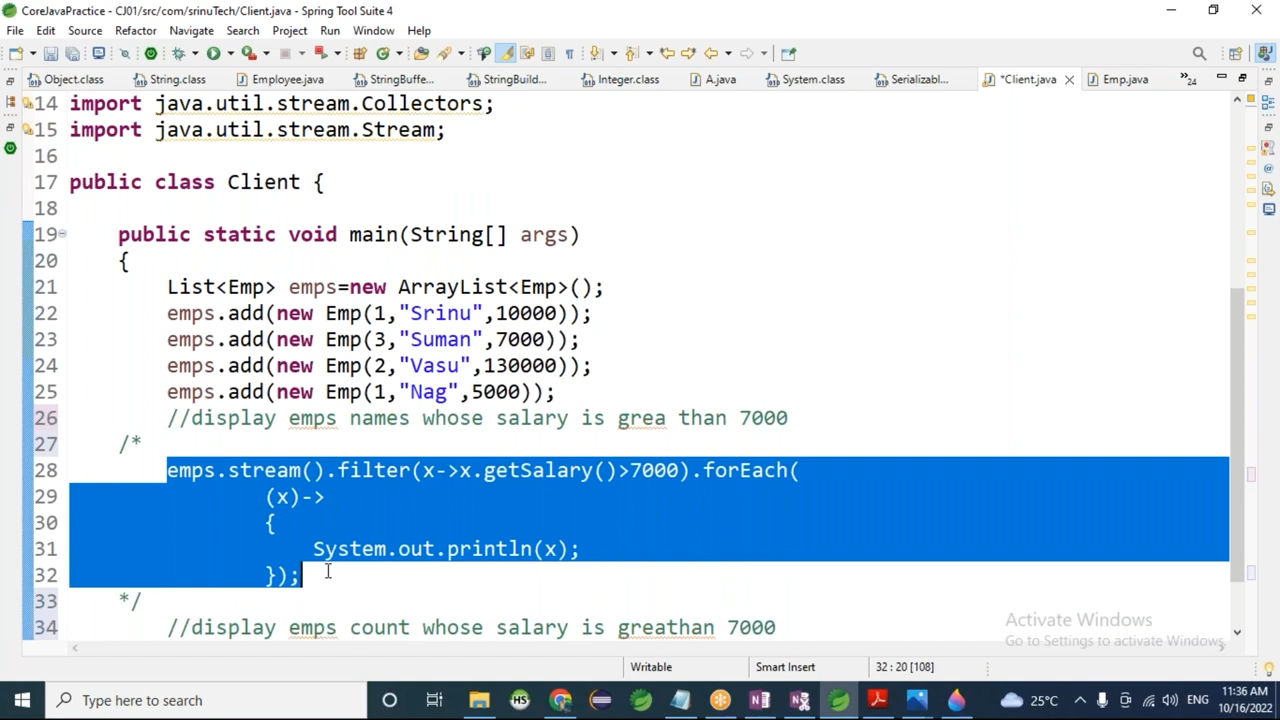 CoreJavaPractice - CJ01/src/com/srinuTech/Client.java - Spring Tool Suite 4
File Edit Source Refactor Navigate Search Project Run Window Help
Object.class String.class Employee.java StringBuffe... StringBuild... Integer.class A.java System.class Serializabl... *Client.java Emp.java »24
14 import java.util.stream.Collectors;
15 import java.util.stream.Stream;
16
17 public class Client {
18
19 public static void main(String[] args)
20 {
21 List<Emp> emps=new ArrayList<Emp>();
22 emps.add(new Emp(1,"Srinu",10000));
23 emps.add(new Emp(3,"Suman",7000));
24 emps.add(new Emp(2,"Vasu",130000));
25 emps.add(new Emp(1,"Nag",5000));
26 //display emps names whose salary is grea than 7000
27 /*
28 emps.stream().filter(x->x.getSalary()>7000).forEach(
29 (x)->
30 {
31 System.out.println(x);
32 });
33 */
34 //display emps count whose salary is greathan 7000
Activate Windows
Go to Settings to activate Windows.
Writable Smart Insert 32 : 20 [108]
Type here to search HS 25°C ENG 11:36 AM
10/16/2022